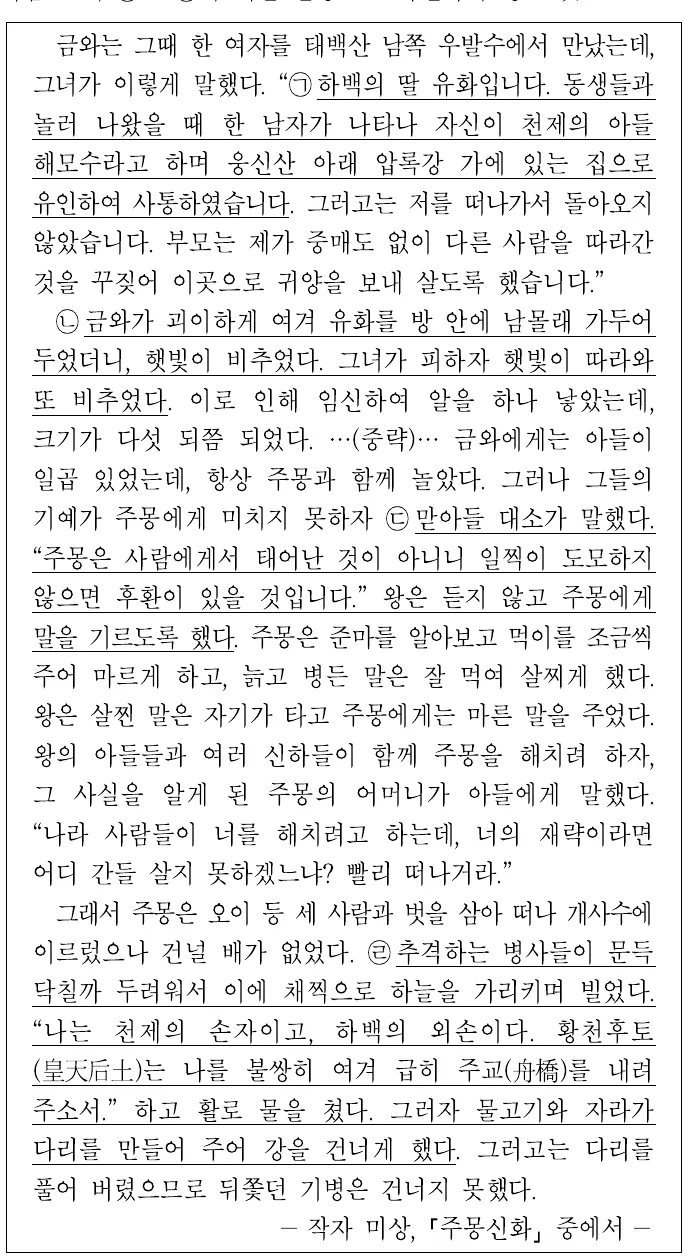 금와는 그때 한 여자를 태백산 남쪽 우발수에서 만났는데,
그녀가 이렇게 말했다. “㉠하백의 딸 유화입니다. 동생들과
놀러 나왔을 때 한 남자가 나타나 자신이 천제의 아들
해모수라고 하며 웅신산 아래 압록강 가에 있는 집으로
유인하여 사통하였습니다. 그러고는 저를 떠나가서 돌아오지
않았습니다. 부모는 제가 중매도 없이 다른 사람을 따라간
것을 꾸짖어 이곳으로 귀양을 보내 살도록 했습니다.”
㉡금와가 괴이하게 여겨 유화를 방 안에 남몰래 가두어
두었더니, 햇빛이 비추었다. 그녀가 피하자 햇빛이 따라와
또 비추었다. 이로 인해 임신하여 알을 하나 낳았는데,
크기가 다섯 되쯤 되었다. …(중략)… 금와에게는 아들이
일곱 있었는데, 항상 주몽과 함께 놀았다. 그러나 그들의
기예가 주몽에게 미치지 못하자 ㉢맏아들 대소가 말했다.
“주몽은 사람에게서 태어난 것이 아니니 일찍이 도모하지
않으면 후환이 있을 것입니다.” 왕은 듣지 않고 주몽에게
말을 기르도록 했다. 주몽은 준마를 알아보고 먹이를 조금씩
주어 마르게 하고, 늙고 병든 말은 잘 먹여 살찌게 했다.
왕은 살찐 말은 자기가 타고 주몽에게는 마른 말을 주었다.
왕의 아들들과 여러 신하들이 함께 주몽을 해치려 하자,
그 사실을 알게 된 주몽의 어머니가 아들에게 말했다.
“나라 사람들이 너를 해치려고 하는데, 너의 재략이라면
어디 간들 살지 못하겠느냐? 빨리 떠나거라.”
그래서 주몽은 오이 등 세 사람과 벗을 삼아 떠나 개사수에
이르렀으나 건널 배가 없었다. ㉣추격하는 병사들이 문득
닥칠까 두려워서 이에 채찍으로 하늘을 가리키며 빌었다.
“나는 천제의 손자이고, 하백의 외손이다. 황천후토
(皇天后土)는 나를 불쌍히 여겨 급히 주교(舟橋)를 내려
주소서.” 하고 활로 물을 쳤다. 그러자 물고기와 자라가
다리를 만들어 주어 강을 건너게 했다. 그러고는 다리를
풀어 버렸으므로 뒤쫓던 기병은 건너지 못했다.
– 작자 미상, ｢주몽신화｣ 중에서 –